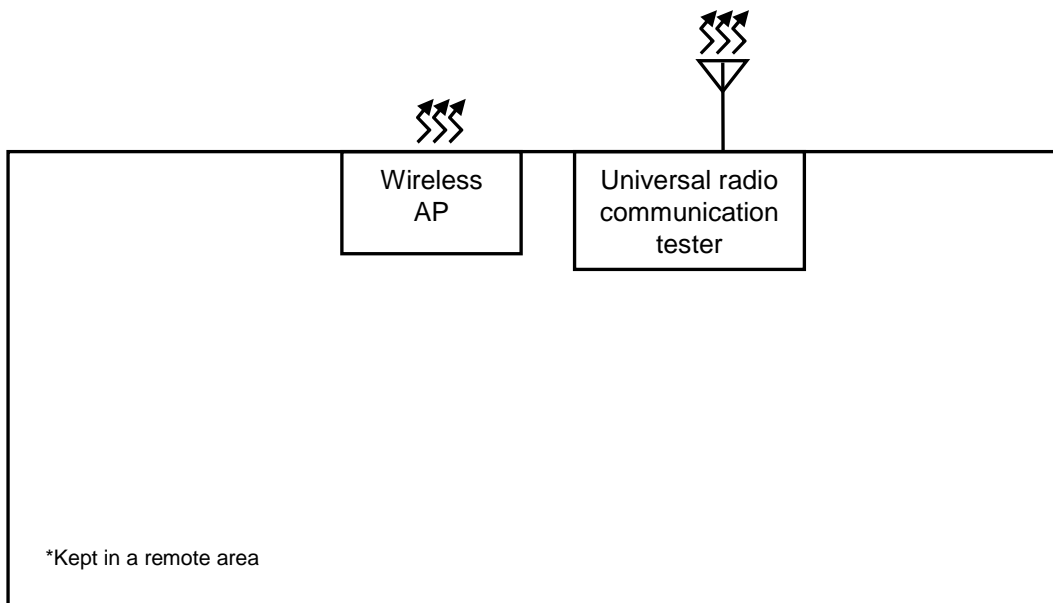 Wireless
AP
Universal radio
communication
tester
*Kept in a remote area